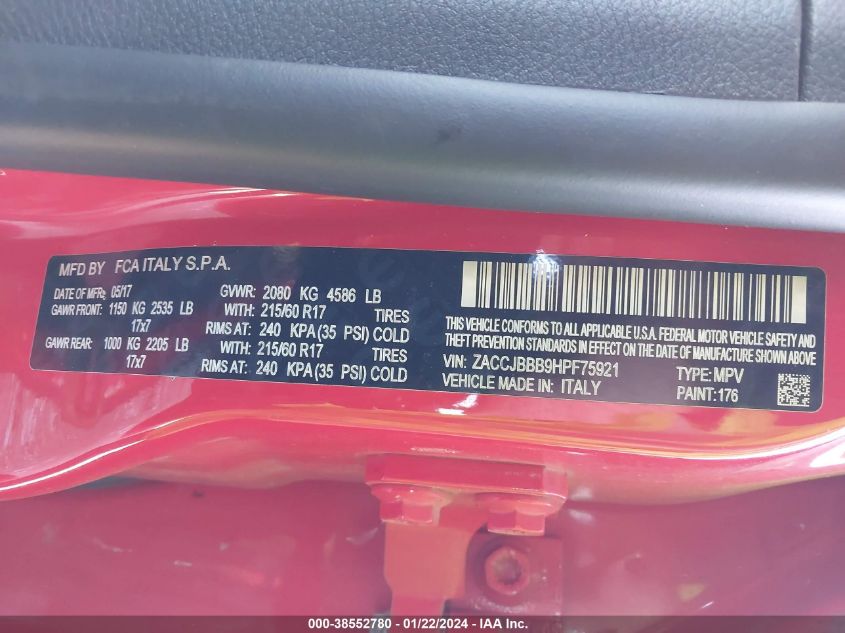 MFD BY FCA ITALY S.P.A.
DATE OF MFR: 05/17 GVWR: 2080 KG 4586 LB
GAWR FRONT: 1150 KG 2535 LB WITH: 215/60 R17 TIRES
17x7 RIMS AT: 240 KPA (35 PSI) COLD
GAWR REAR: 1000 KG 2205 LB WITH: 215/60 R17 TIRES
17x7 RIMS AT: 240 KPA (35 PSI) COLD
THIS VEHICLE CONFORMS TO ALL APPLICABLE U.S.A. FEDERAL MOTOR VEHICLE SAFETY AND
THEFT PREVENTION STANDARDS IN EFFECT ON THE DATE OF MANUFACTURE SHOWN ABOVE
VIN: ZACCJBBB9HPF75921 TYPE: MPV
VEHICLE MADE IN: ITALY PAINT: 176
000-38552780 - 01/22/2024 - IAAI Inc.